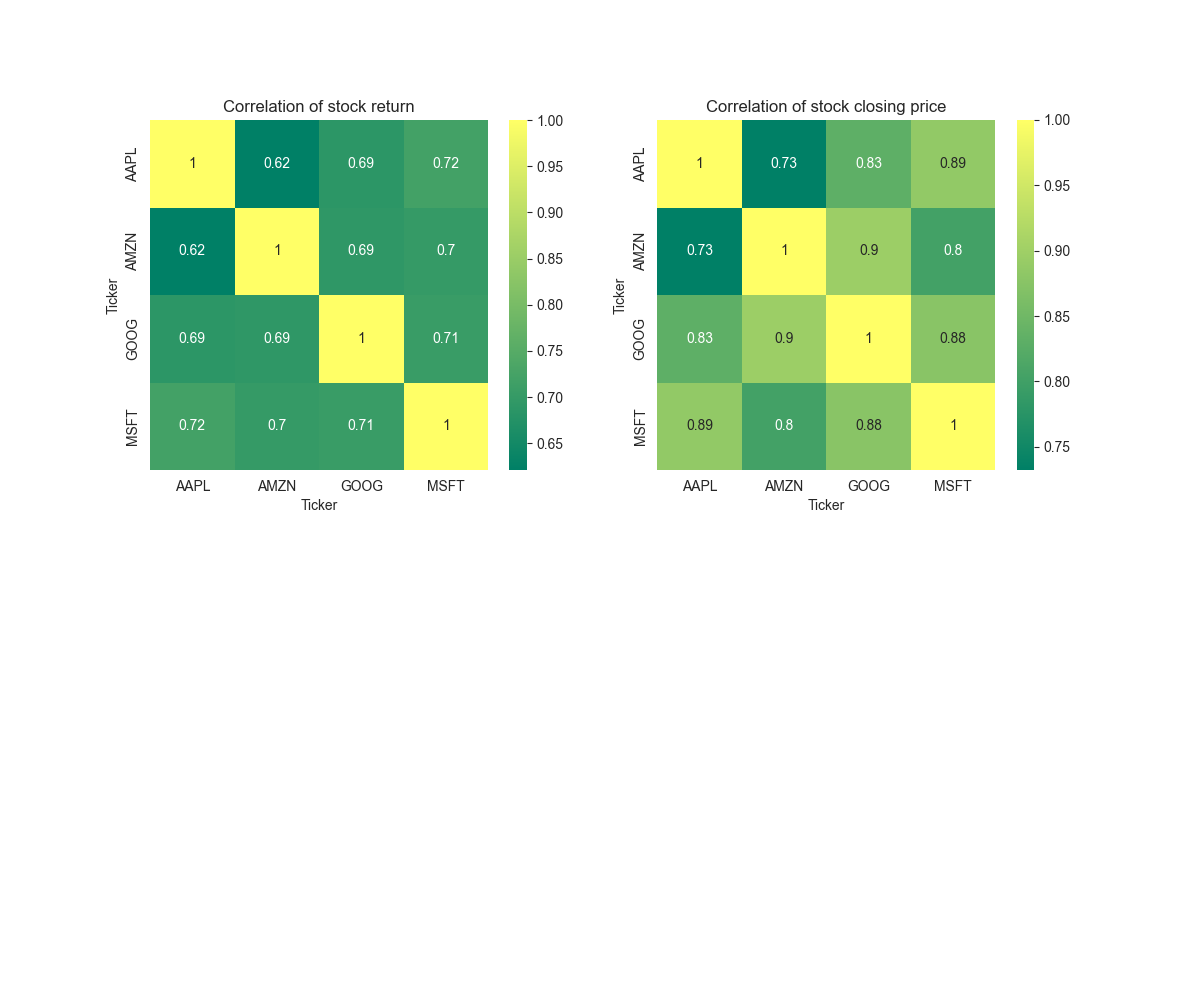 Correlation of stock return
AAPL
AMZN
GOOG
MSFT
Ticker
1 0.62 0.69 0.72
0.62 1 0.69 0.7
0.69 0.69 1 0.71
0.72 0.7 0.71 1
AAPL AMZN GOOG MSFT
Ticker
1.00
0.95
0.90
0.85
0.80
0.75
0.70
0.65
Correlation of stock closing price
AAPL
AMZN
GOOG
MSFT
Ticker
1 0.73 0.83 0.89
0.73 1 0.9 0.8
0.83 0.9 1 0.88
0.89 0.8 0.88 1
AAPL AMZN GOOG MSFT
Ticker
1.00
0.95
0.90
0.85
0.80
0.75